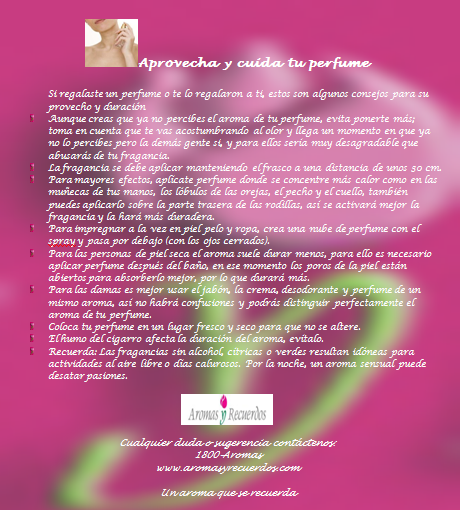 Aprovecha y cuida tu perfume
Si regalaste un perfume o te lo regalaron a ti, estos son algunos consejos para su
provecho y duración
Aunque creas que ya no percibes el aroma de tu perfume, evita ponerte más;
toma en cuenta que te vas acostumbrando al olor y llega un momento en que ya
no lo percibes pero la demás gente si, y para ellos sería muy desagradable que
abusarás de tu fragancia.
La fragancia se debe aplicar manteniendo el frasco a una distancia de unos 30 cm.
Para mayores efectos, aplícate perfume donde se concentre más calor como en las
muñecas de tus manos, los lóbulos de las orejas, el pecho y el cuello, también
puedes aplicarlo sobre la parte trasera de las rodillas, así se activará mejor la
fragancia y la hará más duradera.
Para impregnar a la vez en piel pelo y ropa, crea una nube de perfume con el
spray y pasa por debajo (con los ojos cerrados).
Para las personas de piel seca el aroma suele durar menos, para ello es necesario
aplicar perfume después del baño, en ese momento los poros de la piel están
abiertos para absorberlo mejor, por lo que durará más.
Para las damas es mejor usar el jabón, la crema, desodorante y perfume de un
mismo aroma, así no habrá confusiones y podrás distinguir perfectamente el
aroma de tu perfume.
Coloca tu perfume en un lugar fresco y seco para que no se altere.
El humo del cigarro afecta la duración del aroma, evítalo.
Recuerda: Las fragancias sin alcohol, cítricas o verdes resultan idóneas para
actividades al aire libre o días calurosos. Por la noche, un aroma sensual puede
desatar pasiones.
Aromas y Recuerdos
Cualquier duda o sugerencia contáctenos:
1800-Aromas
www.aromasyrecuerdos.com
Un aroma que se recuerda